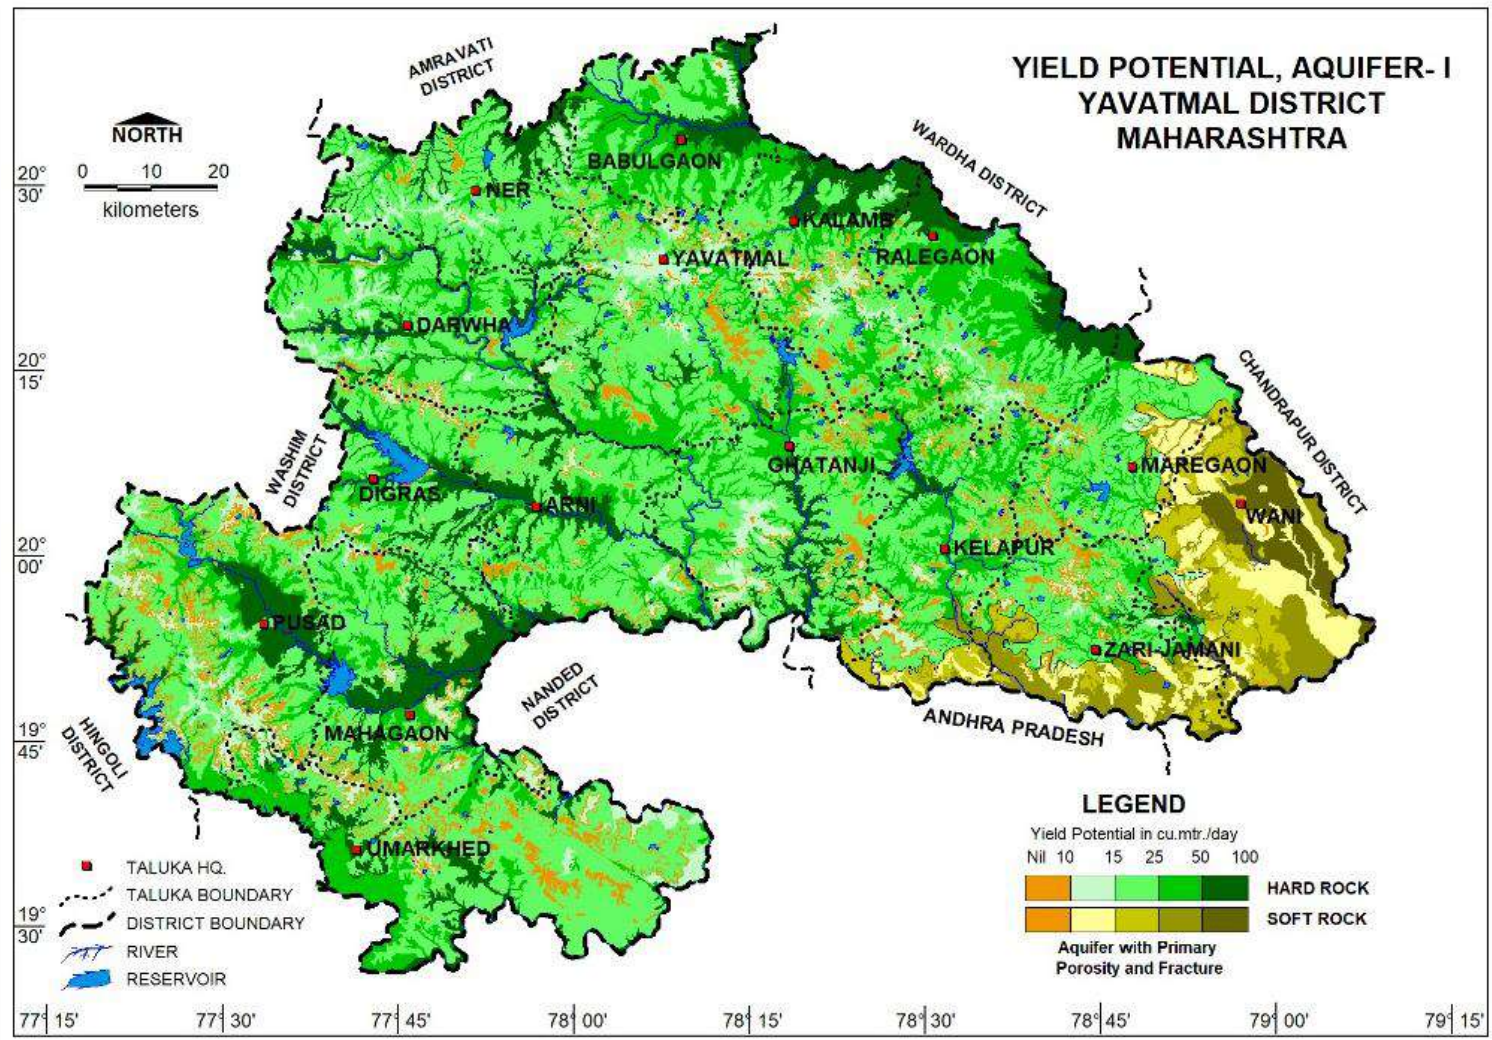 YIELD POTENTIAL, AQUIFER- I
YAVATMAL DISTRICT
MAHARASHTRA
AMRAVATI
DISTRICT
NORTH
0 10 20
kilometers
WARDHA DISTRICT
BABULGAON
NER
KALAMB
RALEGAON
YAVATMAL
DARWHA
CHANDRAPUR DISTRICT
WASHIM
DISTRICT
GHATANJI
MAREGAON
DIGRAS
ARNI
WANI
KELAPUR
PUSAD
ZARI-JAMANI
NANDED
DISTRICT
ANDHRA PRADESH
MAHAGAON
HINGOLI
DISTRICT
UMARKHED
20°
30'
20°
15'
20°
00'
19°
45'
19°
30'
LEGEND
Yield Potential in cu.mtr./day
Nil 10 15 25 50 100
HARD ROCK
SOFT ROCK
Aquifer with Primary
Porosity and Fracture
TALUKA HQ.
TALUKA BOUNDARY
DISTRICT BOUNDARY
RIVER
RESERVOIR
77° 15' 77° 30' 77° 45' 78° 00' 78° 15' 78° 30' 78° 45' 79° 00' 79° 15'